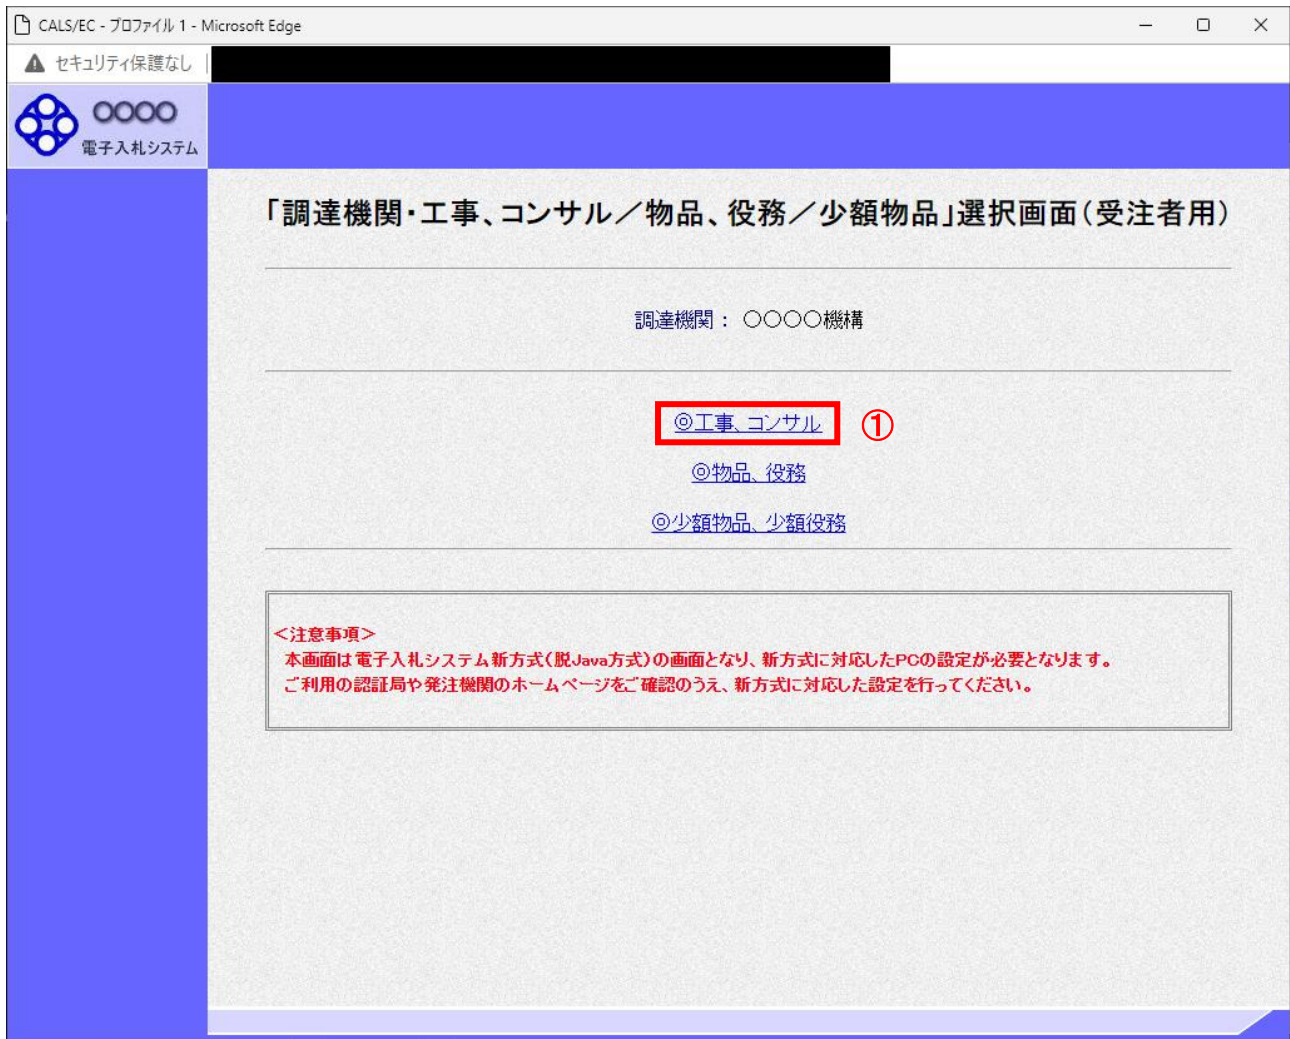 CALS/EC - プロファイル 1 - Microsoft Edge
セキュリティ保護なし
○○○○
電子入札システム
「調達機関・工事、コンサル／物品、役務／少額物品」選択画面（受注者用）
調達機関： ○○○○機構
◎工事、コンサル ①
◎物品、役務
◎少額物品、少額役務
＜注意事項＞
本画面は電子入札システム新方式（脱Java方式）の画面となり、新方式に対応したPCの設定が必要となります。
ご利用の認証局や発注機関のホームページをご確認のうえ、新方式に対応した設定を行ってください。